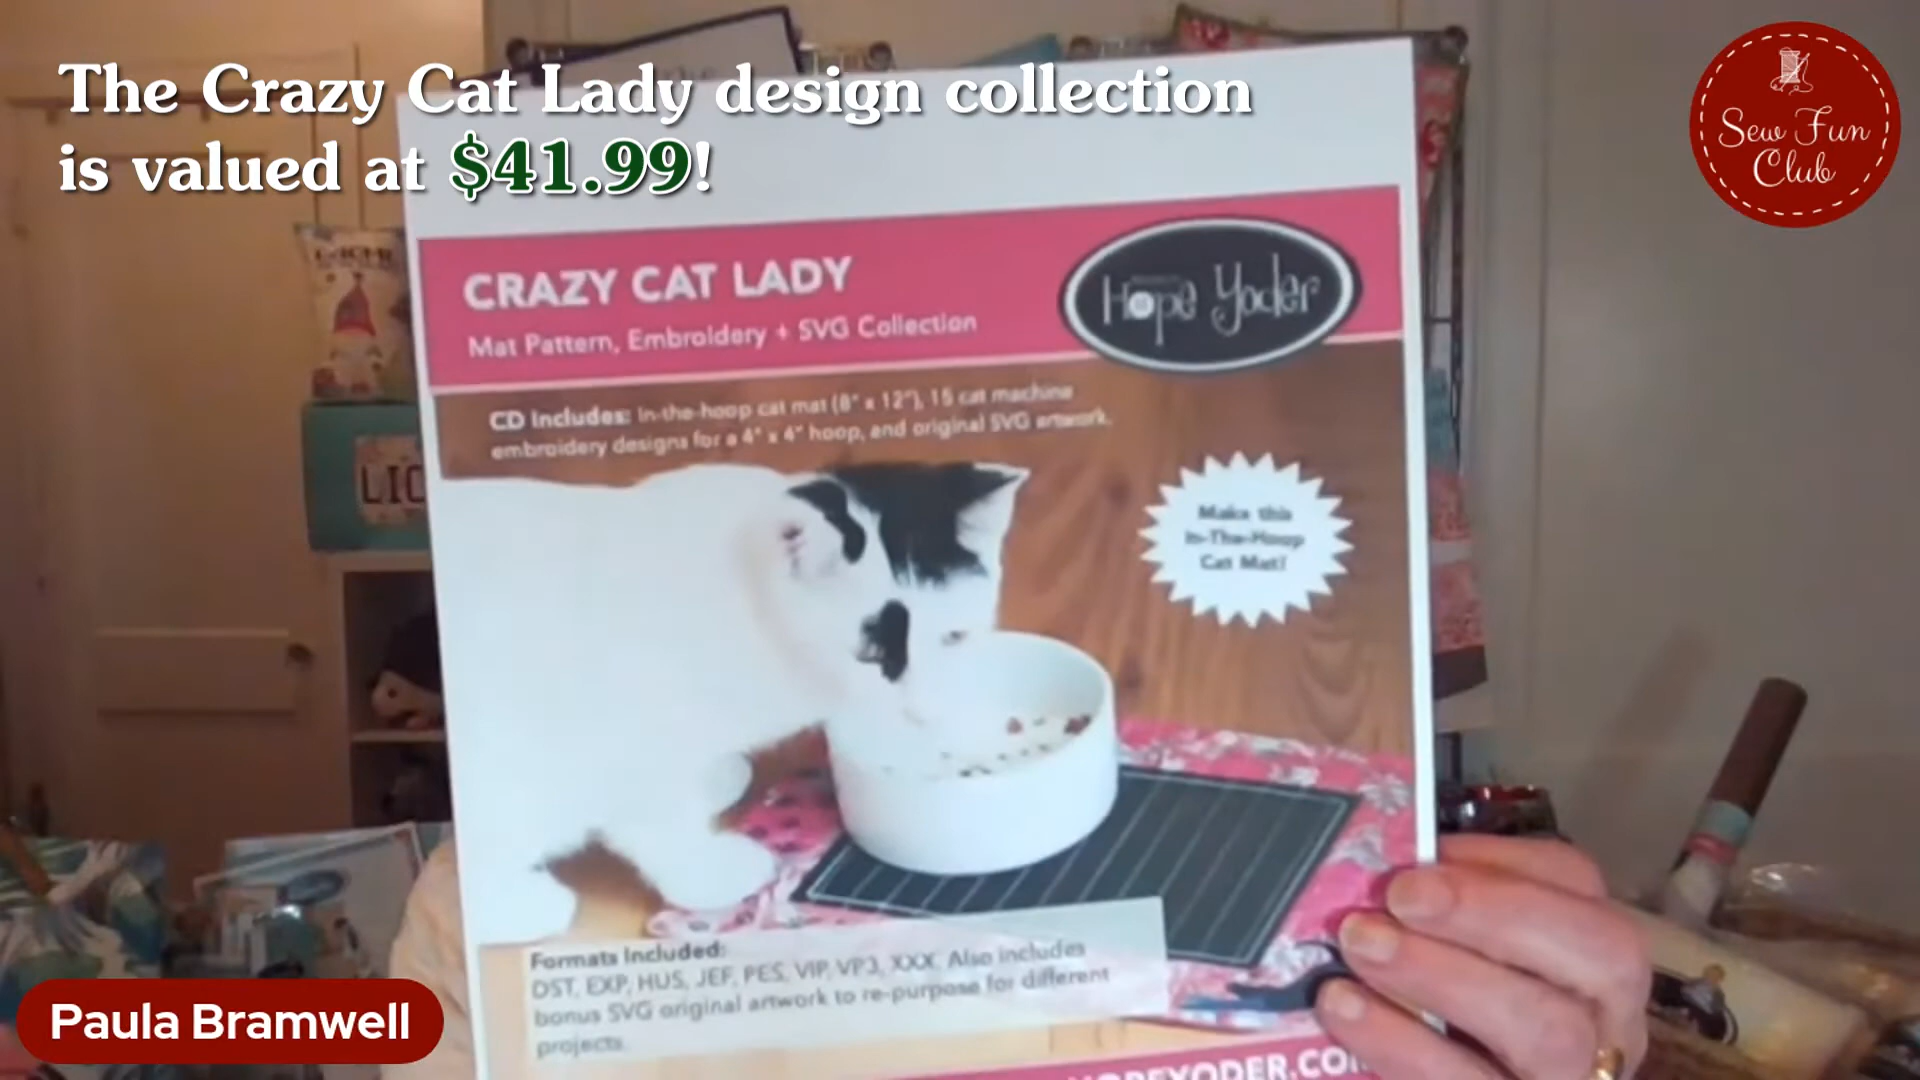 The Crazy Cat Lady design collection
is valued at $41.99!
Sew Fun
Club
CRAZY CAT LADY
Mat Pattern, Embroidery + SVG Collection
Hope Yoder
CD Includes: In-the-hoop cat mat (8" x 12"), 15 cat machine
embroidery designs for a 4" x 4" hoop, and original SVG artwork.
Make this
In-The-Hoop
Cat Mat!
LIC
Formats Included:
DST, EXP, HUS, JEF, PES, VIP, VP3, XXX. Also includes
bonus SVG original artwork to re-purpose for different
projects.
HOPEYODER.COM
Paula Bramwell